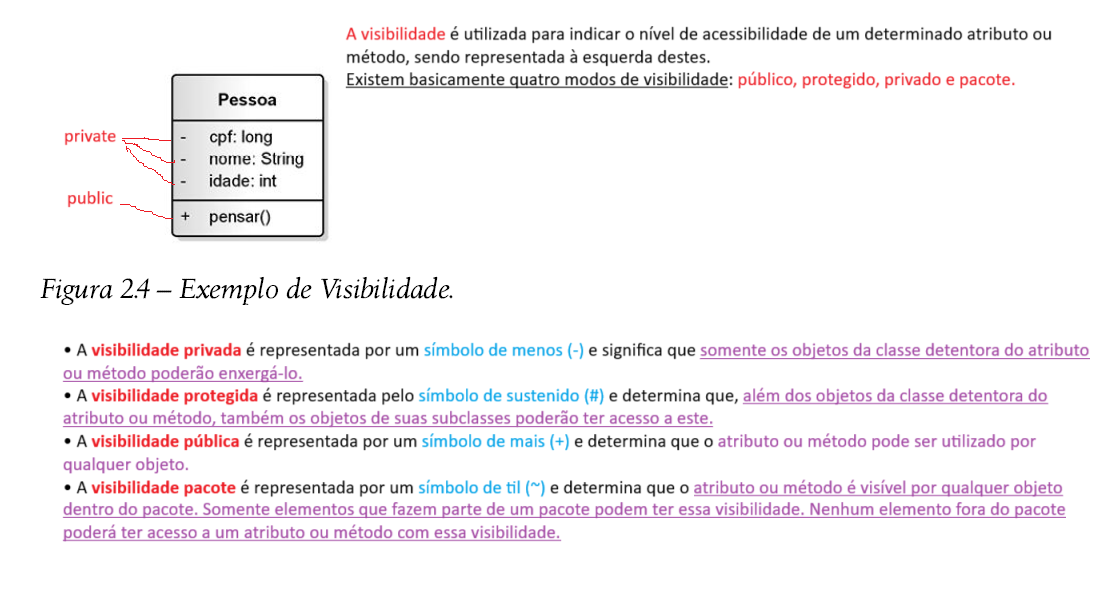 A visibilidade é utilizada para indicar o nível de acessibilidade de um determinado atributo ou
método, sendo representada à esquerda destes.
Existem basicamente quatro modos de visibilidade: público, protegido, privado e pacote.
Pessoa
private
- cpf: long
- nome: String
- idade: int
public
+ pensar()
Figura 2.4 – Exemplo de Visibilidade.
• A visibilidade privada é representada por um símbolo de menos (-) e significa que somente os objetos da classe detentora do atributo
ou método poderão enxergá-lo.
• A visibilidade protegida é representada pelo símbolo de sustenido (#) e determina que, além dos objetos da classe detentora do
atributo ou método, também os objetos de suas subclasses poderão ter acesso a este.
• A visibilidade pública é representada por um símbolo de mais (+) e determina que o atributo ou método pode ser utilizado por
qualquer objeto.
• A visibilidade pacote é representada por um símbolo de til (~) e determina que o atributo ou método é visível por qualquer objeto
dentro do pacote. Somente elementos que fazem parte de um pacote podem ter essa visibilidade. Nenhum elemento fora do pacote
poderá ter acesso a um atributo ou método com essa visibilidade.